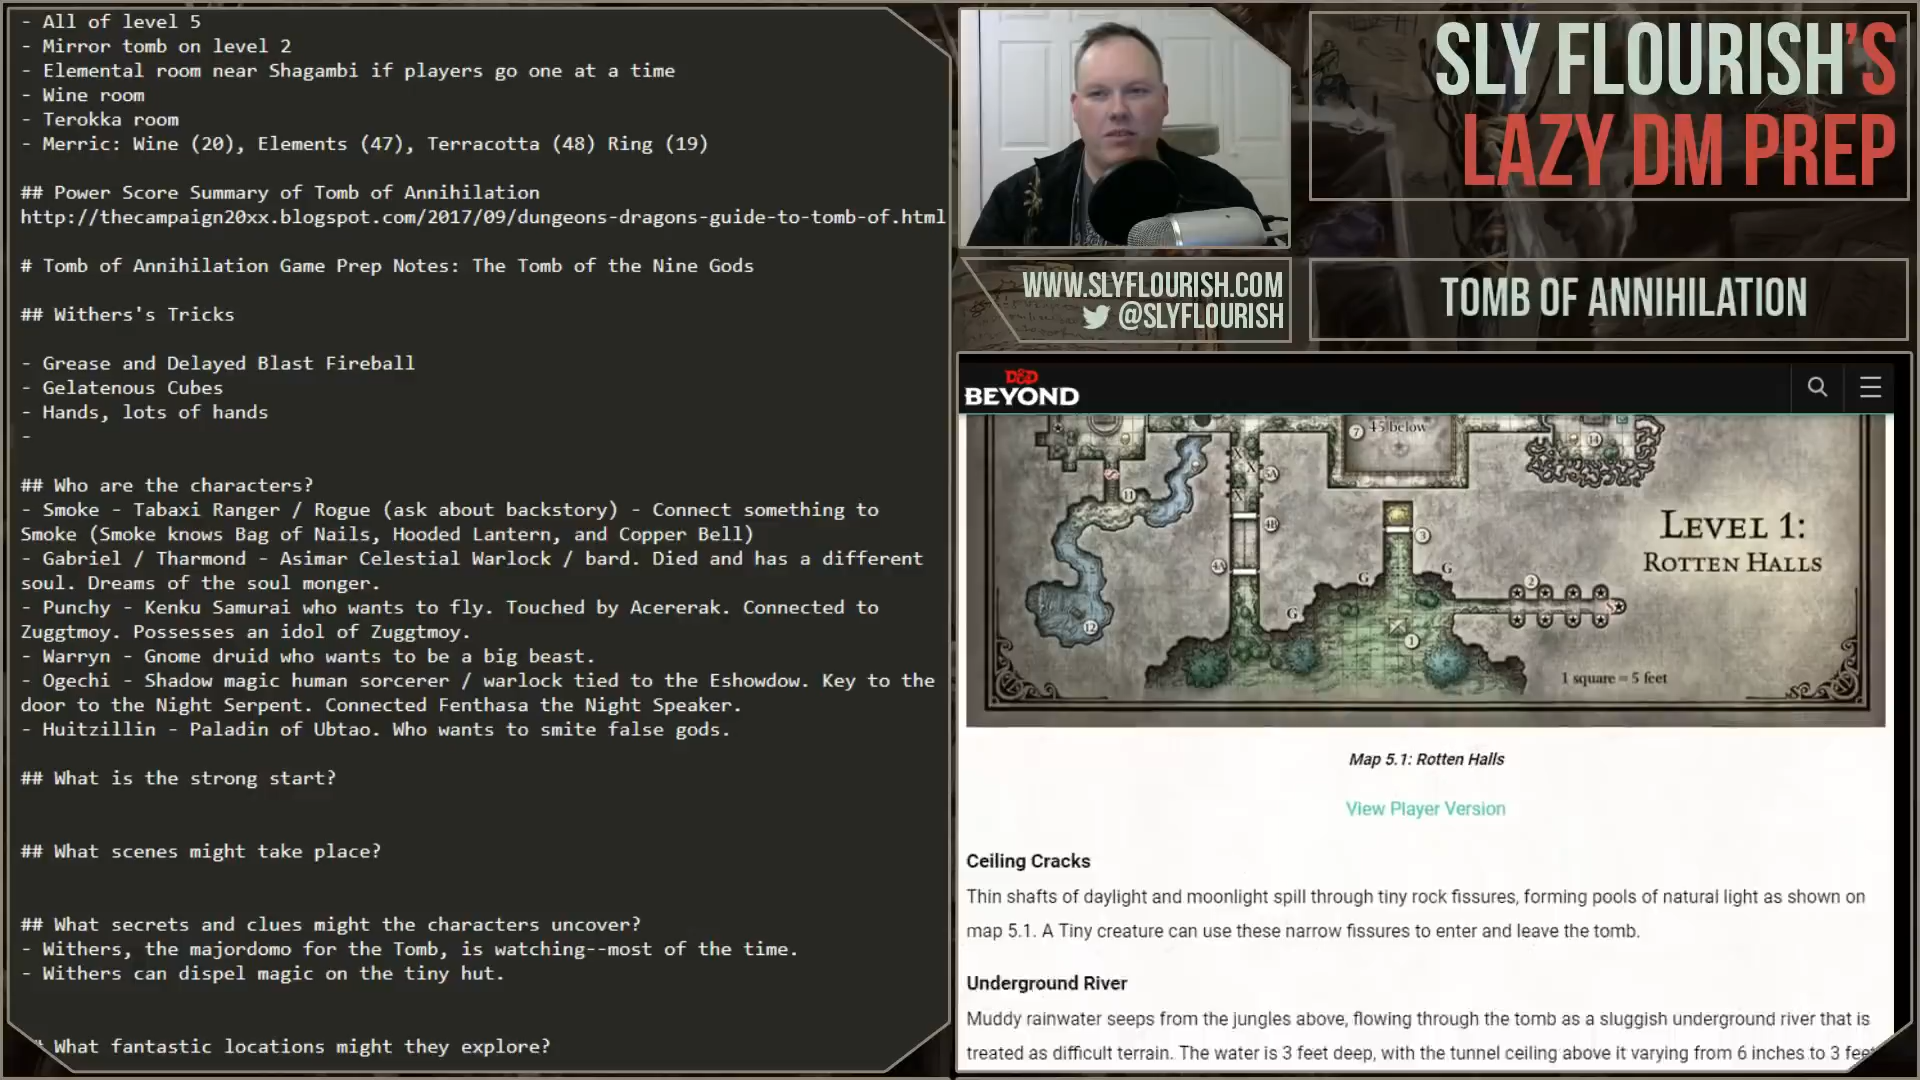 - All of level 5
- Mirror tomb on level 2
- Elemental room near Shagambi if players go one at a time
- Wine room
- Terokka room
- Merric: Wine (20), Elements (47), Terracotta (48) Ring (19)
## Power Score Summary of Tomb of Annihilation
http://thecampaign20xx.blogspot.com/2017/09/dungeons-dragons-guide-to-tomb-of.html
# Tomb of Annihilation Game Prep Notes: The Tomb of the Nine Gods
## Withers's Tricks
- Grease and Delayed Blast Fireball
- Gelatenous Cubes
- Hands, lots of hands
-
## Who are the characters?
- Smoke - Tabaxi Ranger / Rogue (ask about backstory) - Connect something to
Smoke (Smoke knows Bag of Nails, Hooded Lantern, and Copper Bell)
- Gabriel / Tharmond - Asimar Celestial Warlock / bard. Died and has a different
soul. Dreams of the soul monger.
- Punchy - Kenku Samurai who wants to fly. Touched by Acererak. Connected to
Zuggtmoy. Possesses an idol of Zuggtmoy.
- Warryn - Gnome druid who wants to be a big beast.
- Ogechi - Shadow magic human sorcerer / warlock tied to the Eshowdow. Key to the
door to the Night Serpent. Connected Fenthasa the Night Speaker.
- Huitzillin - Paladin of Ubtao. Who wants to smite false gods.
## What is the strong start?
## What scenes might take place?
## What secrets and clues might the characters uncover?
- Withers, the majordomo for the Tomb, is watching--most of the time.
- Withers can dispel magic on the tiny hut.
What fantastic locations might they explore?
SLY FLOURISH'S
LAZY DM PREP
WWW.SLYFLOURISH.COM
@SLYFLOURISH
TOMB OF ANNIHILATION
D&D
BEYOND
7 45 below
14
11
5A
4B
3
4A
G
G
G
2
S
12
1
LEVEL 1:
ROTTEN HALLS
1 square = 5 feet
Map 5.1: Rotten Halls
View Player Version
Ceiling Cracks
Thin shafts of daylight and moonlight spill through tiny rock fissures, forming pools of natural light as shown on
map 5.1. A Tiny creature can use these narrow fissures to enter and leave the tomb.
Underground River
Muddy rainwater seeps from the jungles above, flowing through the tomb as a sluggish underground river that is
treated as difficult terrain. The water is 3 feet deep, with the tunnel ceiling above it varying from 6 inches to 3 feet